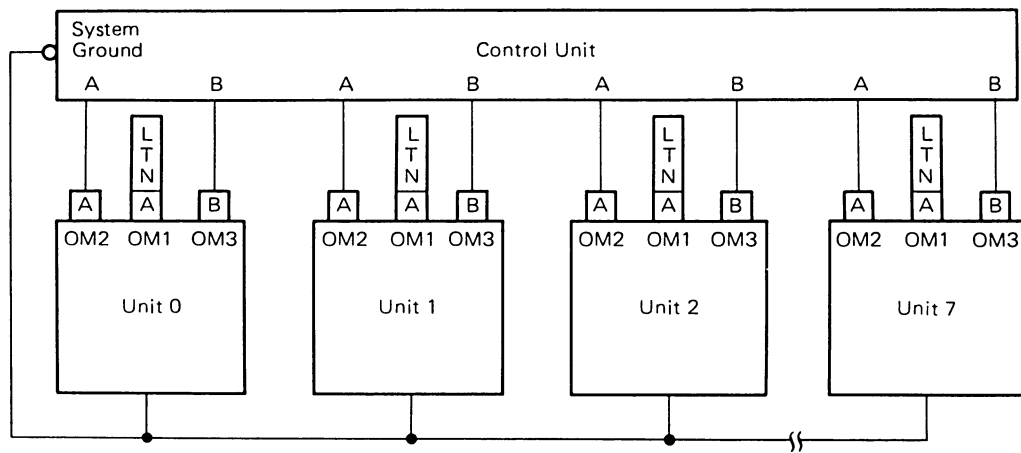 System
Ground
Control Unit
A B A B A B A B
L T N L T N L T N L T N
A A B A A B A A B A A B
OM2 OM1 OM3 OM2 OM1 OM3 OM2 OM1 OM3 OM2 OM1 OM3
Unit 0 Unit 1 Unit 2 Unit 7